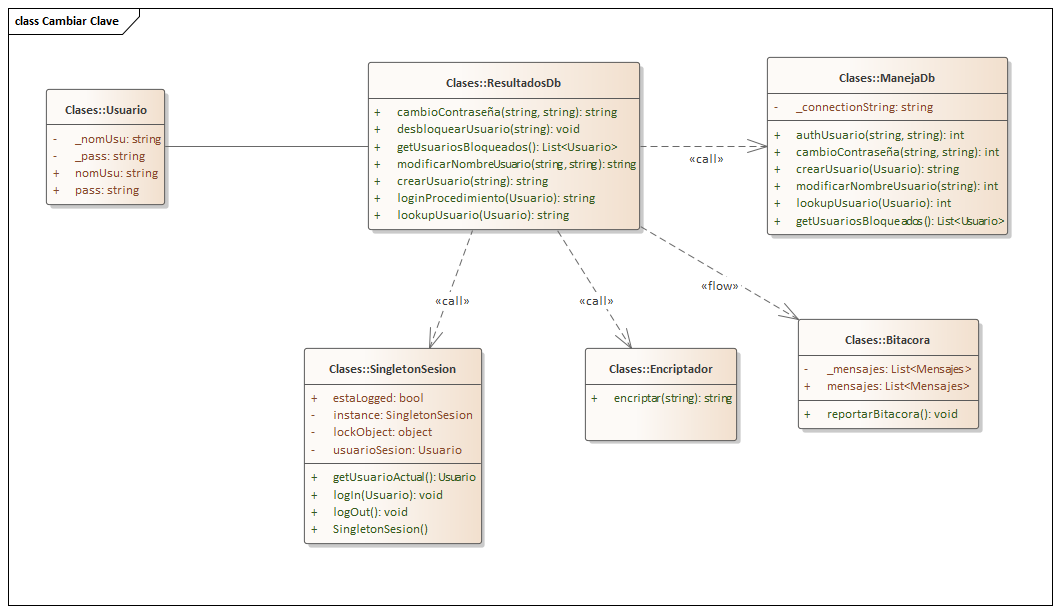 class Cambiar Clave
Clases::Usuario
- _nomUsu: string
- _pass: string
+ nomUsu: string
+ pass: string
Clases::ResultadosDb
+ cambioContraseña(string, string): string
+ desbloquearUsuario(string): void
+ getUsuariosBloqueados(): List<Usuario>
+ modificarNombreUsuario(string, string): string
+ crearUsuario(string): string
+ loginProcedimiento(Usuario): string
+ lookupUsuario(Usuario): string
«call»
Clases::ManejaDb
- _connectionString: string
+ authUsuario(string, string): int
+ cambioContraseña(string, string): int
+ crearUsuario(Usuario): string
+ modificarNombreUsuario(string): int
+ lookupUsuario(Usuario): int
+ getUsuariosBloqueados(): List<Usuario>
«call»
«call»
«flow»
Clases::SingletonSesion
+ estaLogged: bool
- instance: SingletonSesion
- lockObject: object
- usuarioSesion: Usuario
+ getUsuarioActual(): Usuario
+ logIn(Usuario): void
+ logOut(): void
+ SingletonSesion()
Clases::Encriptador
+ encriptar(string): string
Clases::Bitacora
- _mensajes: List<Mensajes>
+ mensajes: List<Mensajes>
+ reportarBitacora(): void